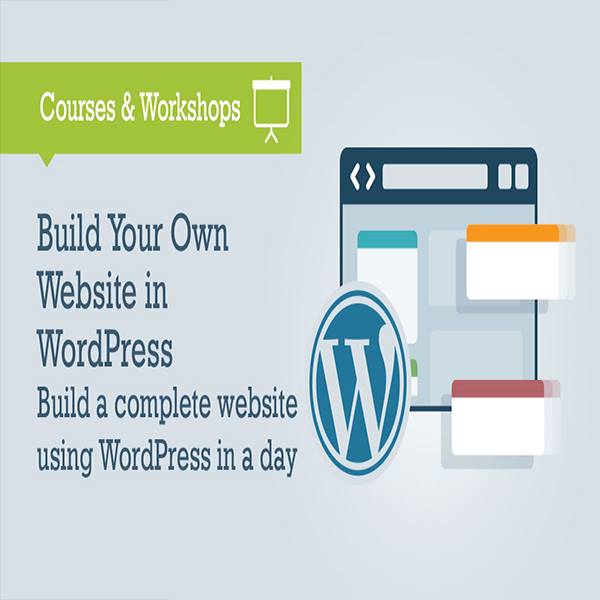 Courses & Workshops
Build Your Own
Website in
WordPress
Build a complete website
using WordPress in a day